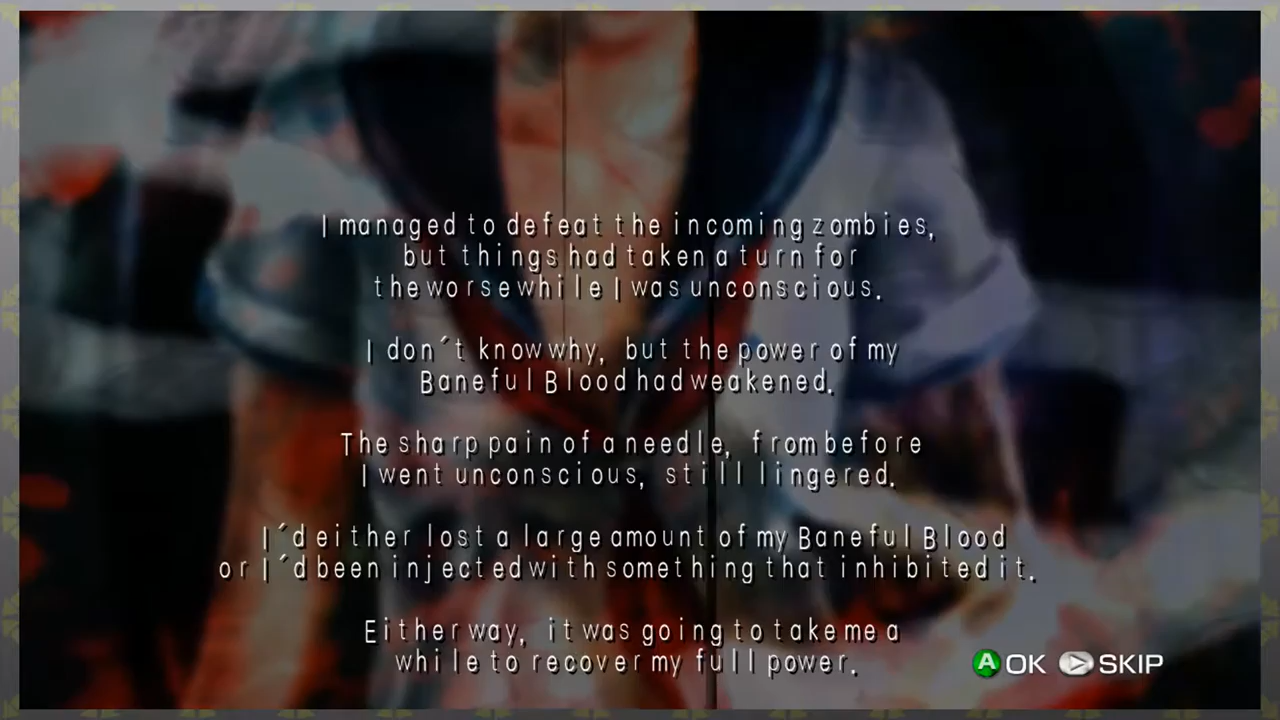 I managed to defeat the incoming zombies,
but things had taken a turn for
the worse while I was unconscious.
I don´t know why, but the power of my
Baneful Blood had weakened.
The sharp pain of a needle, from before
I went unconscious, still lingered.
I´d either lost a large amount of my Baneful Blood
or I´d been injected with something that inhibited it.
Either way, it was going to take me a
while to recover my full power.
A OK SKIP